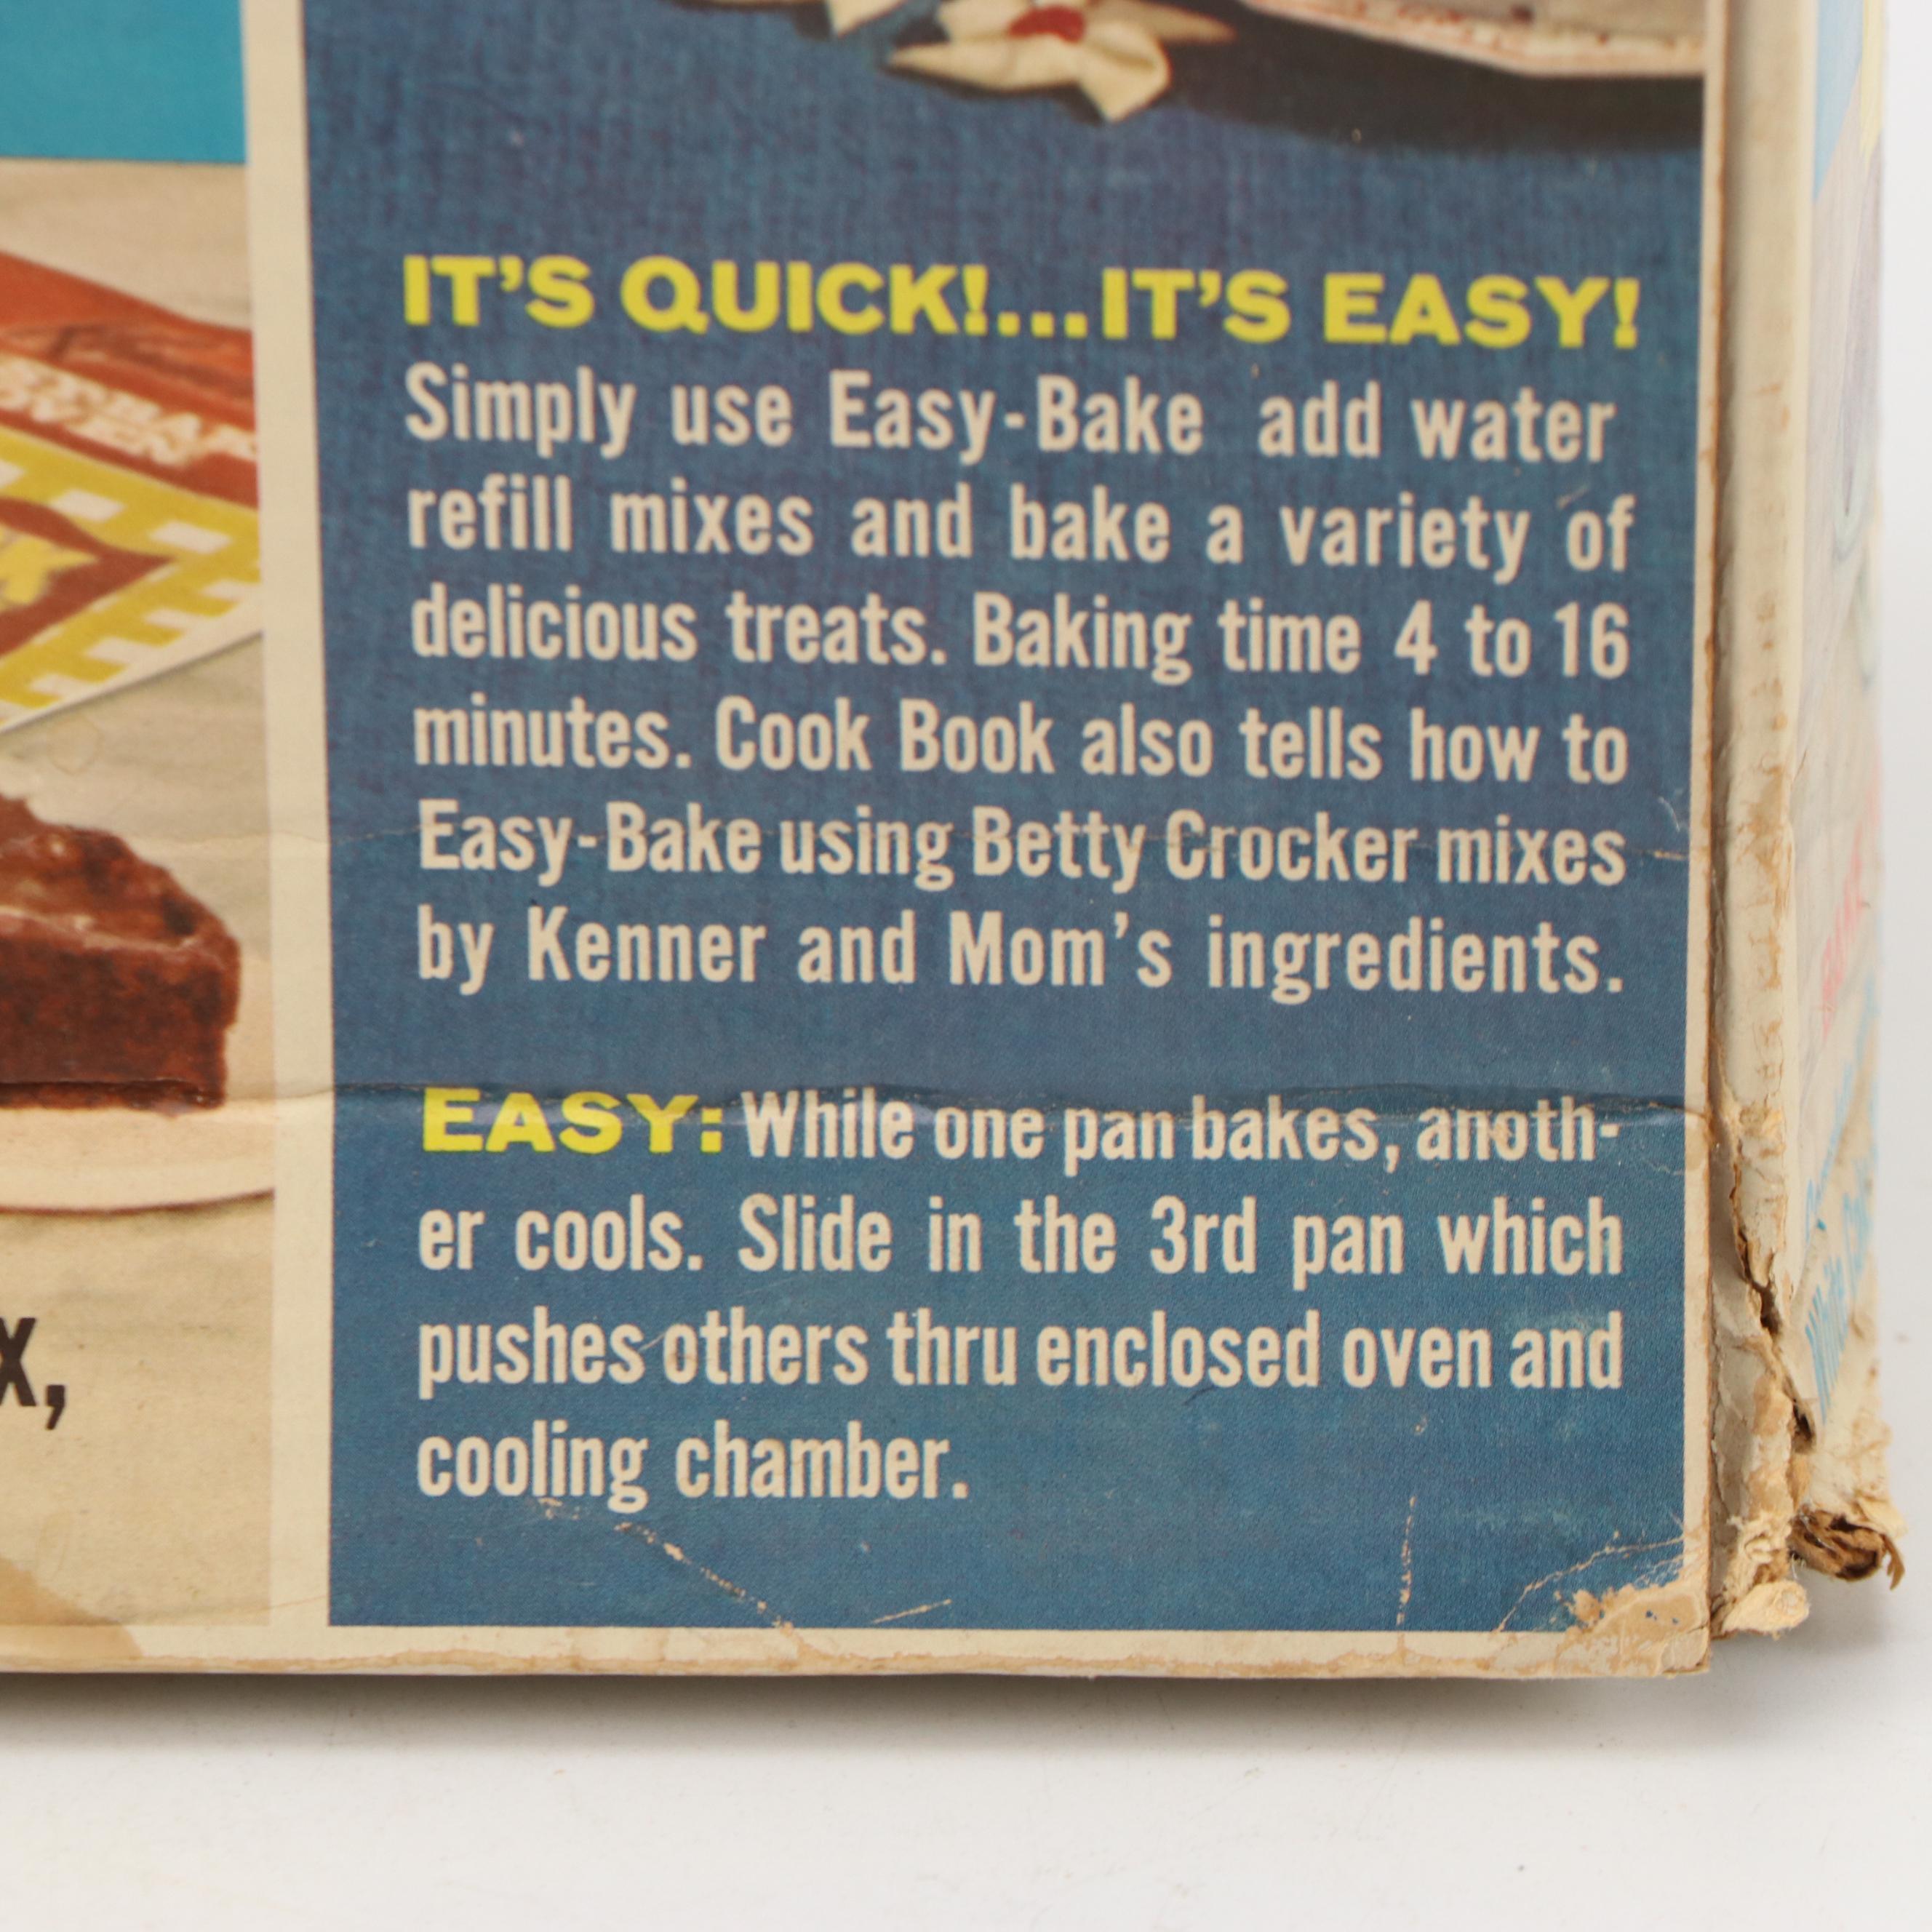 IT'S QUICK!...IT'S EASY!
Simply use Easy-Bake add water
refill mixes and bake a variety of
delicious treats. Baking time 4 to 16
minutes. Cook Book also tells how to
Easy-Bake using Betty Crocker mixes
by Kenner and Mom's ingredients.
EASY: While one pan bakes, anoth-
er cools. Slide in the 3rd pan which
pushes others thru enclosed oven and
cooling chamber.
x,